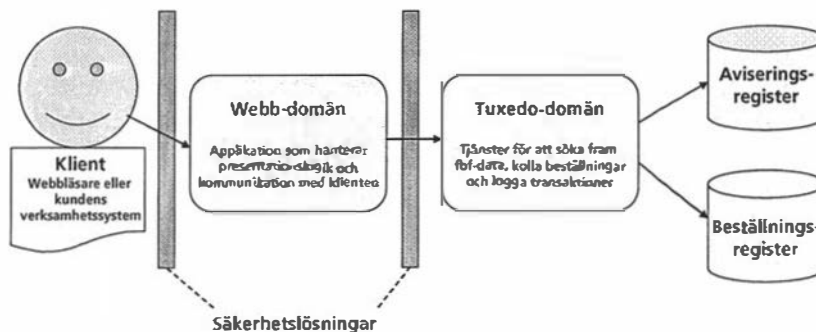 Klient
Webbläsare eller
kundens
verksamhetssystem
Webb-domän
Applikation som hanterar
presentationslogik och
kommunikation med klienten
Tuxedo-domän
Tjänster för att söka fram
fbf-data, kolla beställningar
och logga transaktioner
Aviserings-
register
Beställnings-
register
Säkerhetslösningar